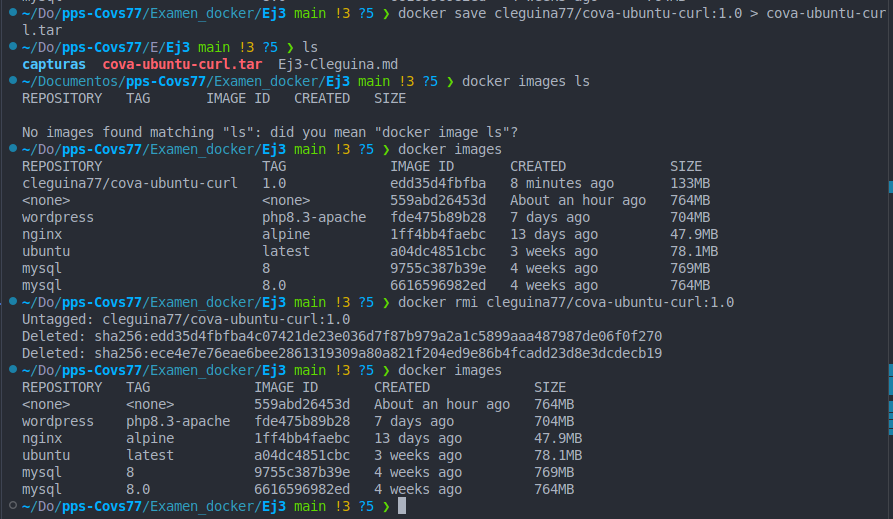 ~/Do/pps-Covs77/Examen_docker/Ej3 main !3 ?5 ❯ docker save cleguina77/cova-ubuntu-curl:1.0 > cova-ubuntu-cur
l.tar
~/Do/pps-Covs77/E/Ej3 main !3 ?5 ❯ ls
capturas cova-ubuntu-curl.tar Ej3-Cleguina.md
~/Documentos/pps-Covs77/Examen_docker/Ej3 main !3 ?5 ❯ docker images ls
REPOSITORY TAG IMAGE ID CREATED SIZE
No images found matching "ls": did you mean "docker image ls"?
~/Do/pps-Covs77/Examen_docker/Ej3 main !3 ?5 ❯ docker images
REPOSITORY TAG IMAGE ID CREATED SIZE
cleguina77/cova-ubuntu-curl 1.0 edd35d4fbfba 8 minutes ago 133MB
<none> <none> 559abd26453d About an hour ago 764MB
wordpress php8.3-apache fde475b89b28 7 days ago 704MB
nginx alpine 1ff4bb4faebc 13 days ago 47.9MB
ubuntu latest a04dc4851cbc 3 weeks ago 78.1MB
mysql 8 9755c387b39e 4 weeks ago 769MB
mysql 8.0 6616596982ed 4 weeks ago 764MB
~/Do/pps-Covs77/Examen_docker/Ej3 main !3 ?5 ❯ docker rmi cleguina77/cova-ubuntu-curl:1.0
Untagged: cleguina77/cova-ubuntu-curl:1.0
Deleted: sha256:edd35d4fbfba4c07421de23e036d7f87b979a2a1c5899aaa487987de06f0f270
Deleted: sha256:ece4e7e76eae6bee2861319309a80a821f204ed9e86b4fcadd23d8e3dcdecb19
~/Do/pps-Covs77/Examen_docker/Ej3 main !3 ?5 ❯ docker images
REPOSITORY TAG IMAGE ID CREATED SIZE
<none> <none> 559abd26453d About an hour ago 764MB
wordpress php8.3-apache fde475b89b28 7 days ago 704MB
nginx alpine 1ff4bb4faebc 13 days ago 47.9MB
ubuntu latest a04dc4851cbc 3 weeks ago 78.1MB
mysql 8 9755c387b39e 4 weeks ago 769MB
mysql 8.0 6616596982ed 4 weeks ago 764MB
~/Do/pps-Covs77/Examen_docker/Ej3 main !3 ?5 ❯